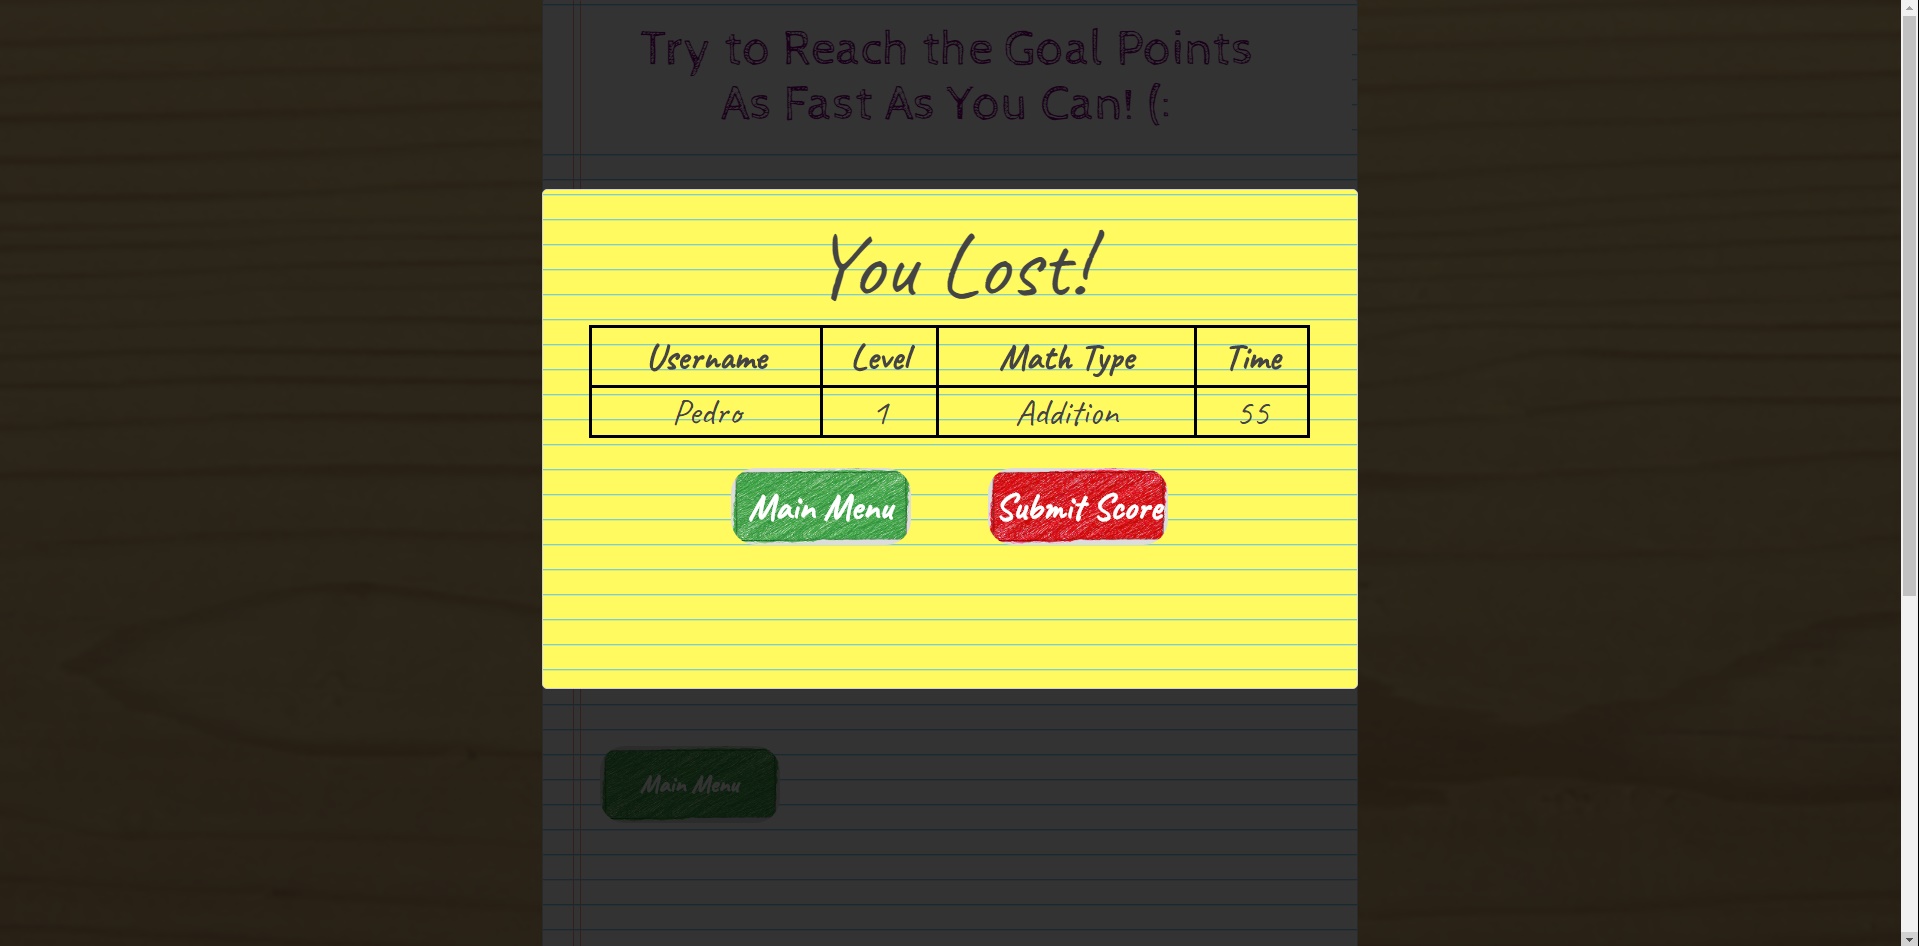 Try to Reach the Goal Points
As Fast As You Can! (:
You Lost!
Username Level Math Type Time
Pedro 1 Addition 55
Main Menu Submit Score
Main Menu